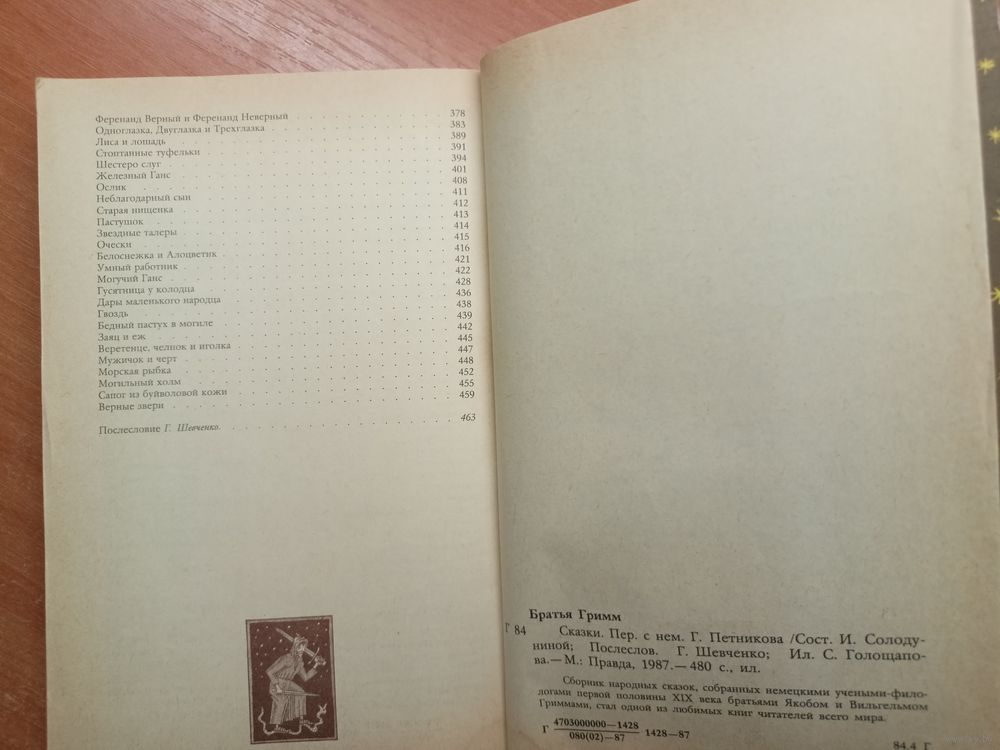 Ференанд Верный и Ференанд Неверный . . . . . 378
Одноглазка, Двуглазка и Трехглазка . . . . . 383
Лиса и лошадь . . . . . 389
Стоптанные туфельки . . . . . 391
Шестеро слуг . . . . . 394
Железный Ганс . . . . . 401
Ослик . . . . . 408
Неблагодарный сын . . . . . 411
Старая нищенка . . . . . 412
Пастушок . . . . . 413
Звездные талеры . . . . . 414
Очески . . . . . 415
Белоснежка и Алоцветик . . . . . 416
Умный работник . . . . . 421
Могучий Ганс . . . . . 422
Гусятница у колодца . . . . . 428
Дары маленького народца . . . . . 436
Гвоздь . . . . . 438
Бедный пастух в могиле . . . . . 439
Заяц и еж . . . . . 442
Веретенце, челнок и иголка . . . . . 445
Мужичок и черт . . . . . 447
Морская рыбка . . . . . 448
Могильный холм . . . . . 452
Сапог из буйволовой кожи . . . . . 455
Верные звери . . . . . 459
Послесловие Г. Шевченко. . . . . . 463
Братья Гримм
Г 84 Сказки. Пер. с нем. Г. Петникова /Сост. И. Солоду-
ниной; Послеслов. Г. Шевченко; Ил. С. Голощапо-
ва.— М.: Правда, 1987.— 480 с., ил.
Сборник народных сказок, собранных немецкими учеными-фило-
логами первой половины XIX века братьями Якобом и Вильгельмом
Гриммами, стал одной из любимых книг читателей всего мира.
Г 4703000000—1428
080(02)—87 1428—87
84.4 Г